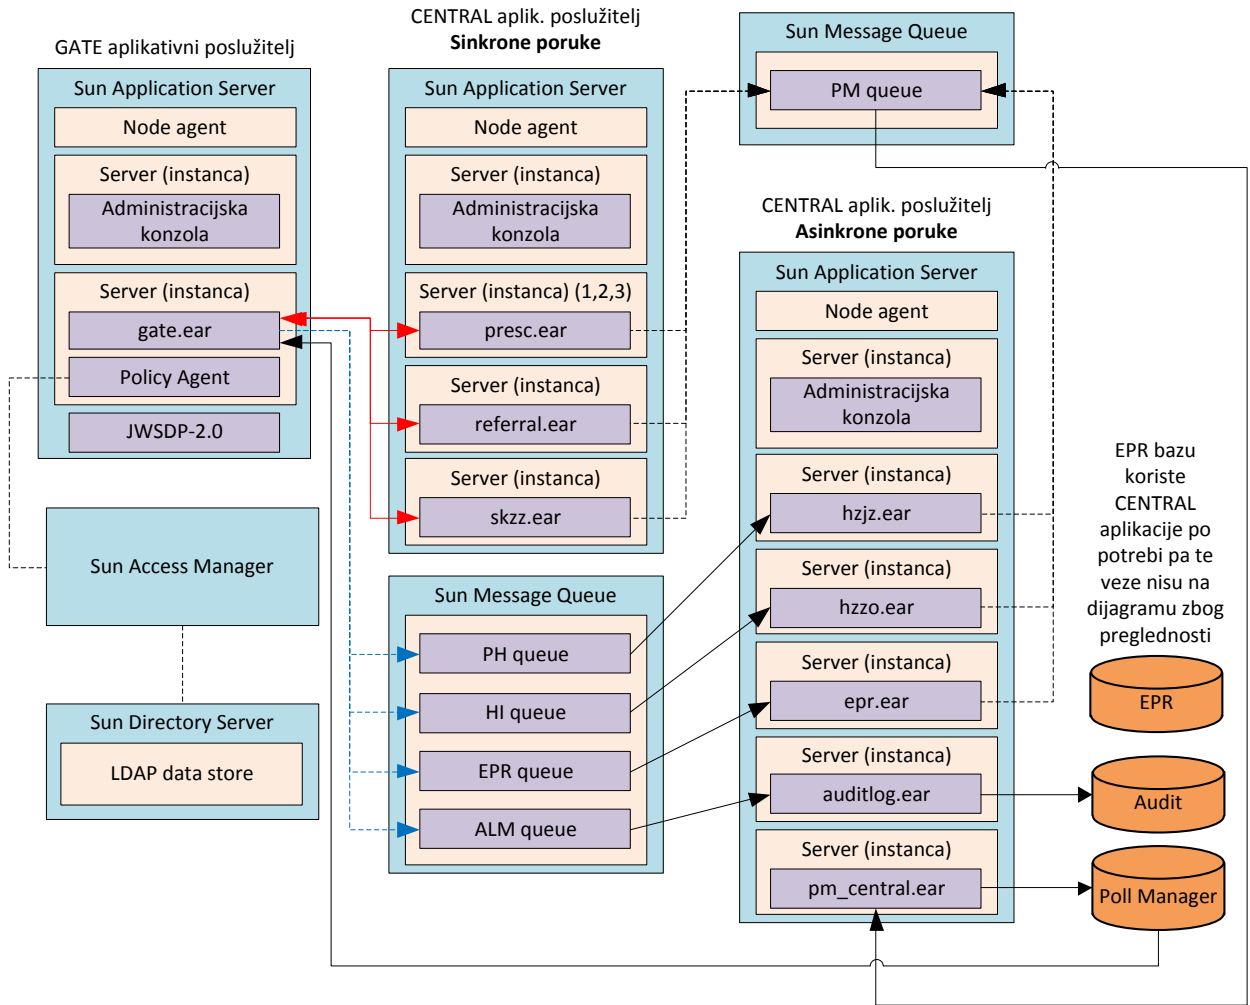 GATE aplikativni poslužitelj
Sun Application Server
Node agent
Server (instanca)
Administracijska
konzola
Server (instanca)
gate.ear
Policy Agent
JWSDP-2.0
Sun Access Manager
Sun Directory Server
LDAP data store
CENTRAL aplik. poslužitelj
Sinkrone poruke
Sun Application Server
Node agent
Server (instanca)
Administracijska
konzola
Server (instanca) (1,2,3)
presc.ear
Server (instanca)
referral.ear
Server (instanca)
skzz.ear
Sun Message Queue
PH queue
HI queue
EPR queue
ALM queue
Sun Message Queue
PM queue
CENTRAL aplik. poslužitelj
Asinkrone poruke
Sun Application Server
Node agent
Server (instanca)
Administracijska
konzola
Server (instanca)
hzjz.ear
Server (instanca)
hzzo.ear
Server (instanca)
epr.ear
Server (instanca)
auditlog.ear
Server (instanca)
pm_central.ear
EPR bazu
koriste
CENTRAL
aplikacije po
potrebi pa te
veze nisu na
dijagramu zbog
preglednosti
EPR
Audit
Poll Manager